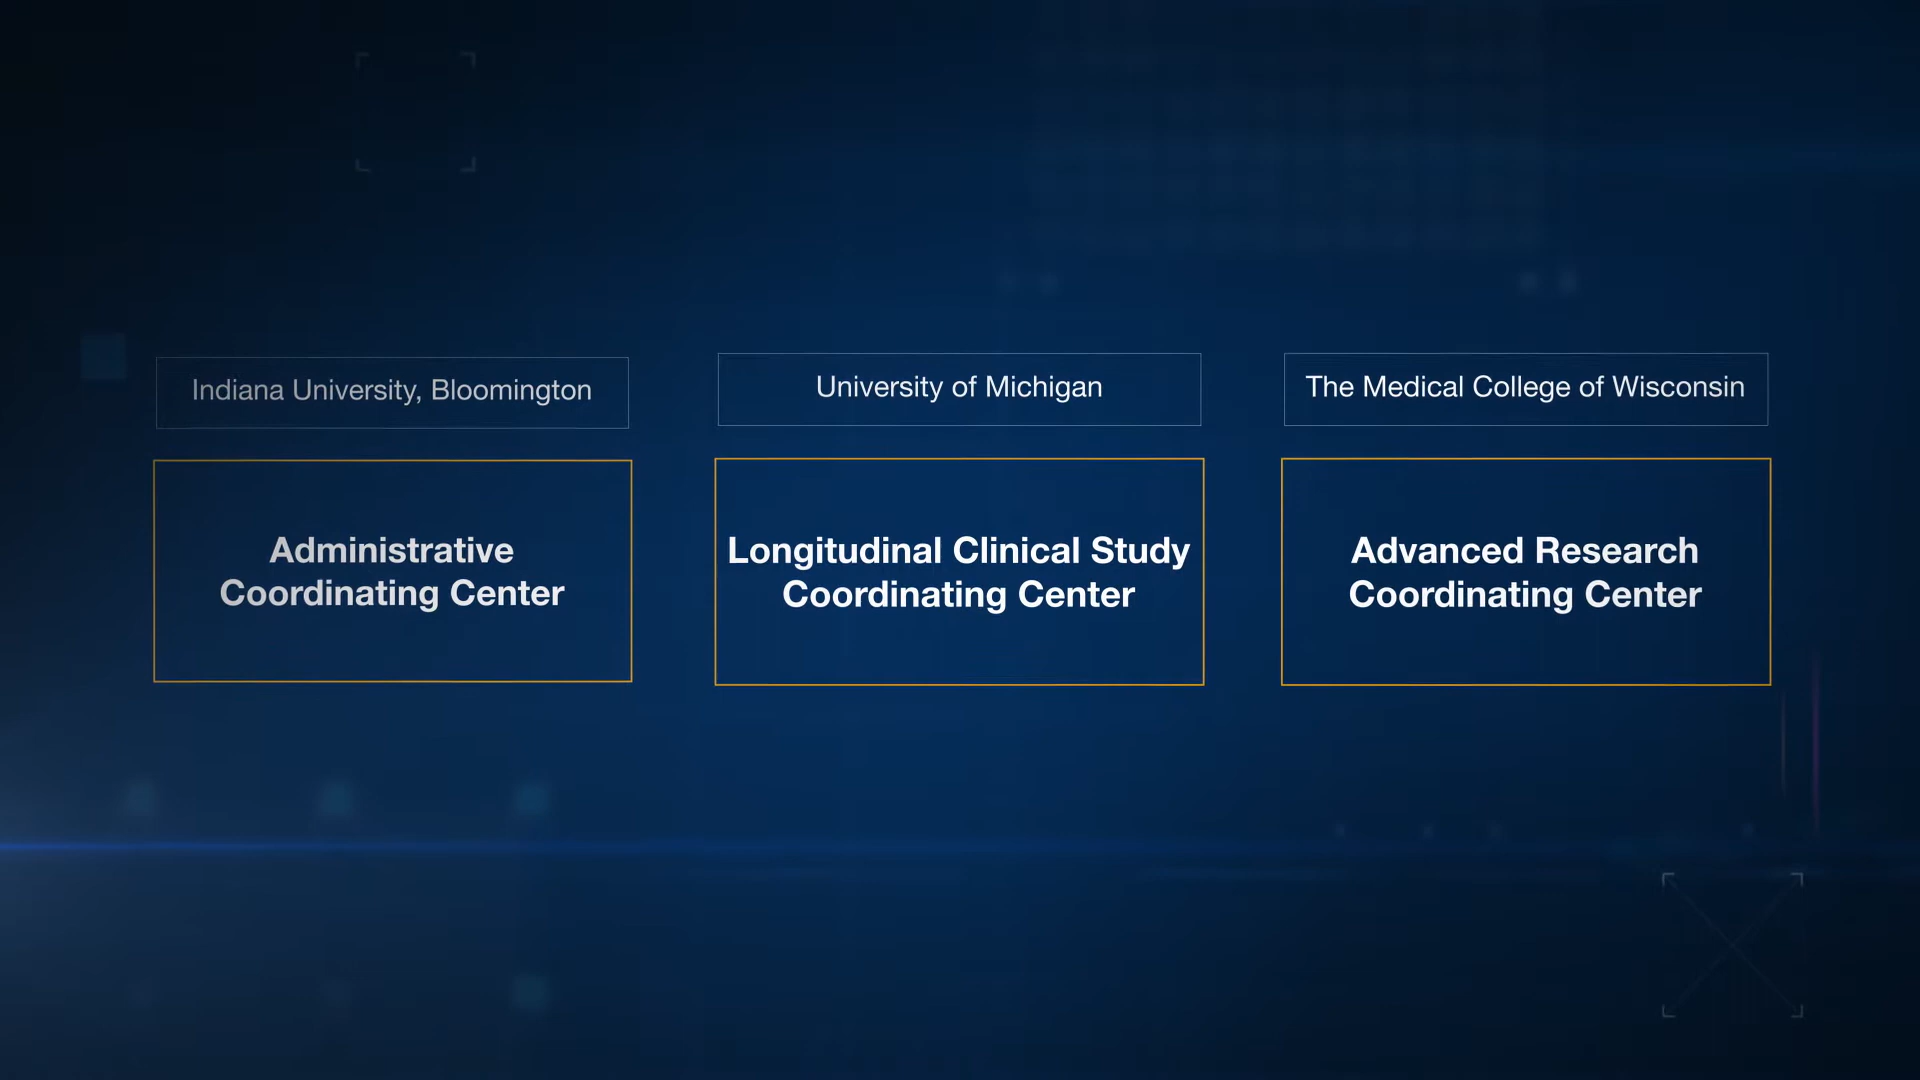 Indiana University, Bloomington
Administrative
Coordinating Center
University of Michigan
Longitudinal Clinical Study
Coordinating Center
The Medical College of Wisconsin
Advanced Research
Coordinating Center